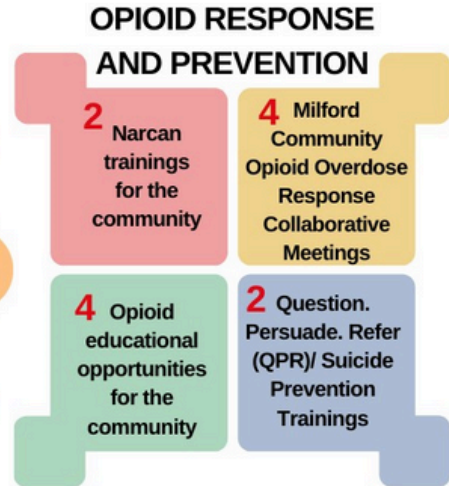 OPIOID RESPONSE
AND PREVENTION
2 Narcan
trainings
for the
community
4 Milford
Community
Opioid Overdose
Response
Collaborative
Meetings
4 Opioid
educational
opportunities
for the
community
2 Question.
Persuade. Refer
(QPR)/ Suicide
Prevention
Trainings